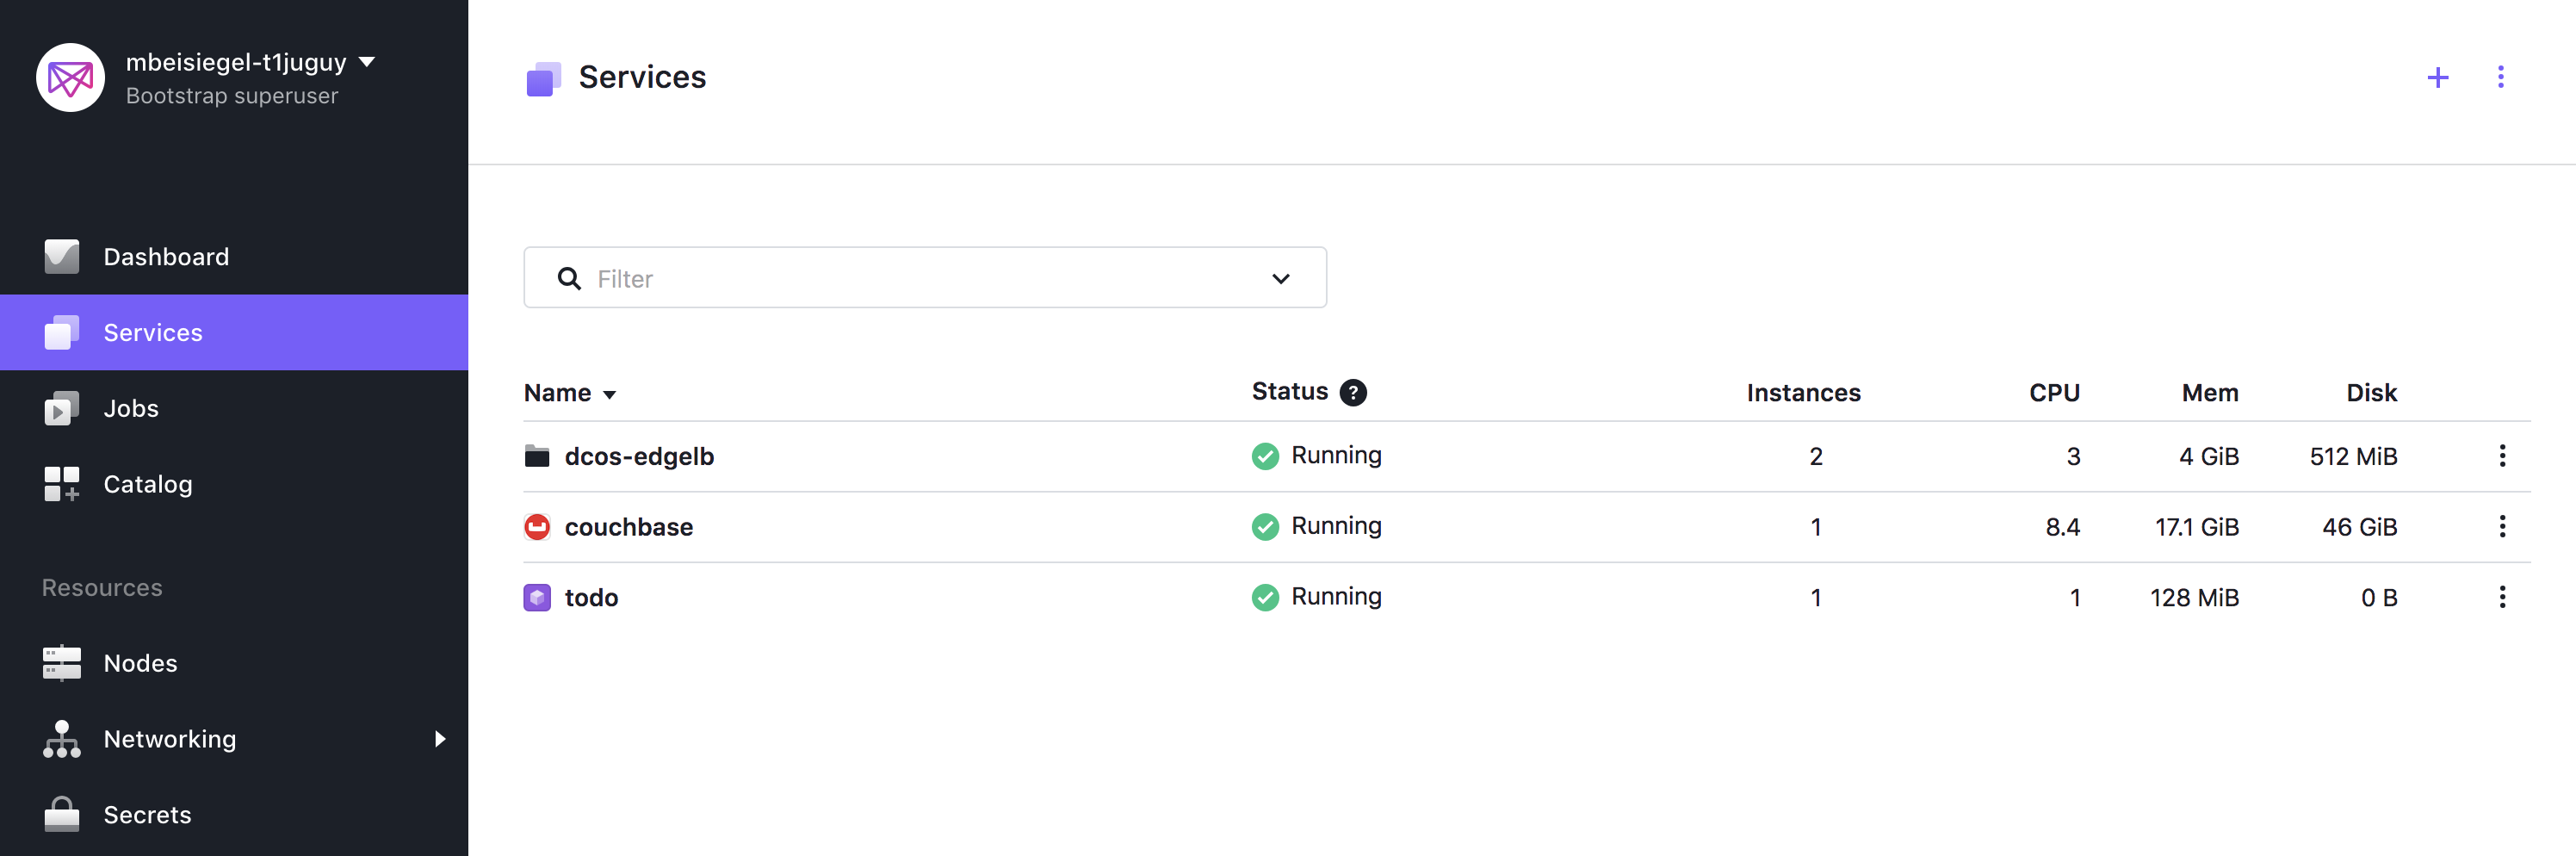 mbeisiegel-t1juguy
Bootstrap superuser
Dashboard
Services
Jobs
Catalog
Resources
Nodes
Networking
Secrets
Services
Filter
Name Status ? Instances CPU Mem Disk
dcos-edgelb Running 2 3 4 GiB 512 MiB
couchbase Running 1 8.4 17.1 GiB 46 GiB
todo Running 1 1 128 MiB 0 B